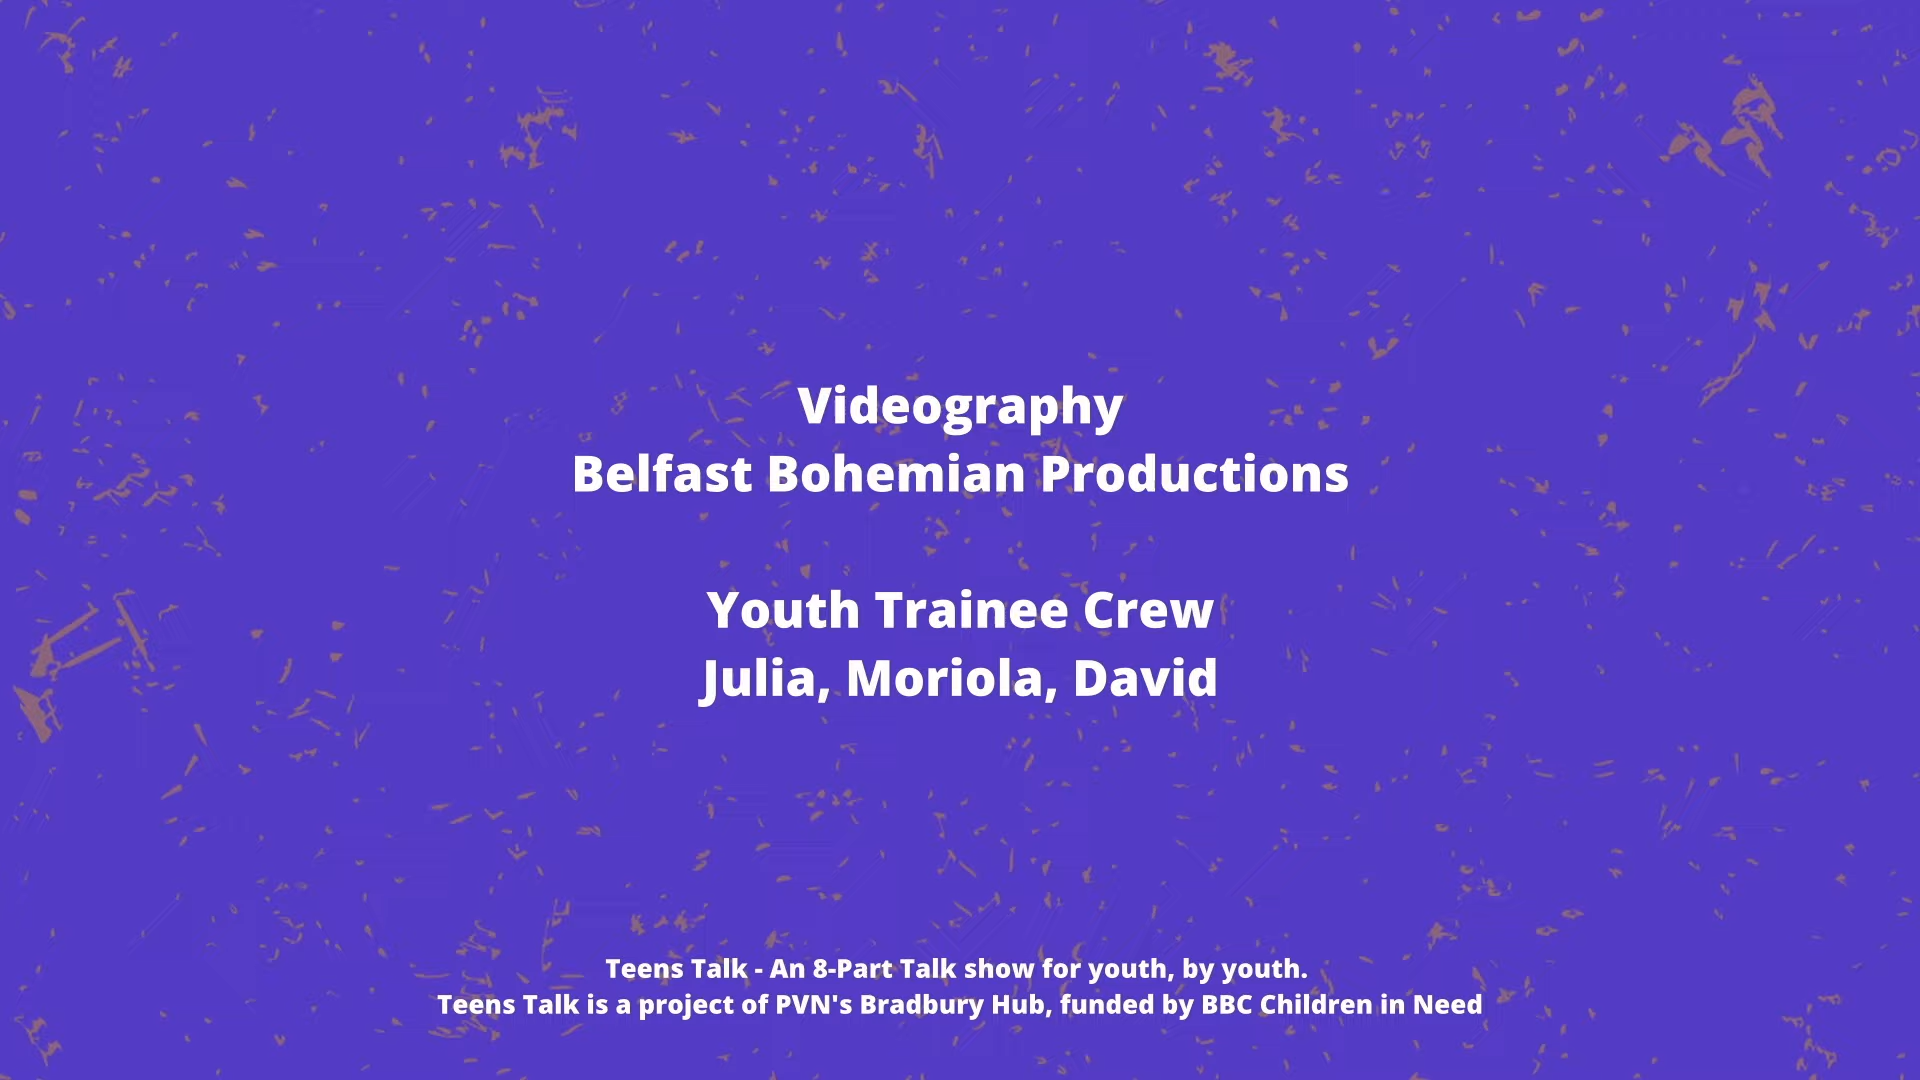 Videography
Belfast Bohemian Productions
Youth Trainee Crew
Julia, Moriola, David
Teens Talk - An 8-Part Talk show for youth, by youth.
Teens Talk is a project of PVN's Bradbury Hub, funded by BBC Children in Need